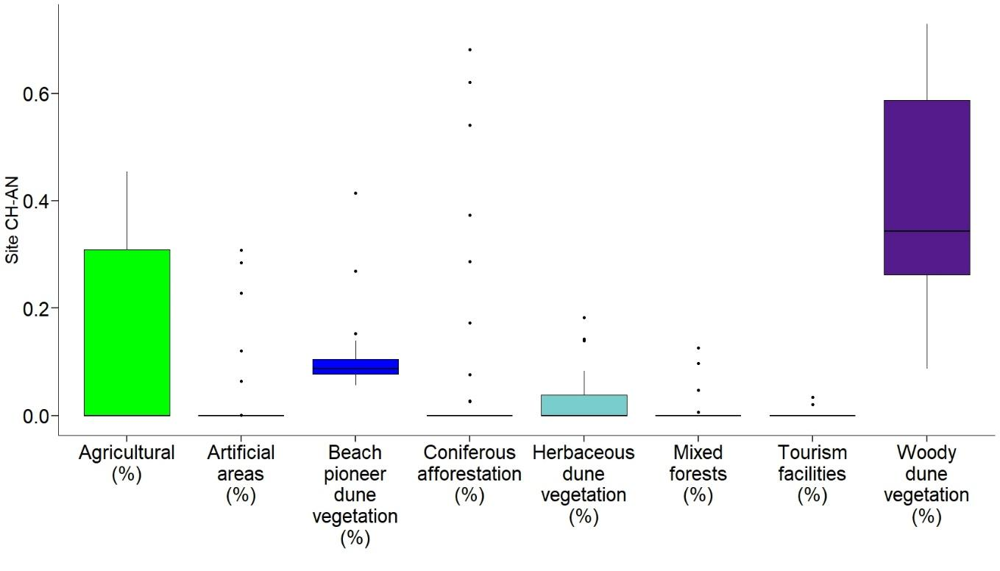 Site CH-AN
0.6
0.4
0.2
0.0
Agricultural
(%)
Artificial
areas
(%)
Beach
pioneer
dune
vegetation
(%)
Coniferous
afforestation
(%)
Herbaceous
dune
vegetation
(%)
Mixed
forests
(%)
Tourism
facilities
(%)
Woody
dune
vegetation
(%)